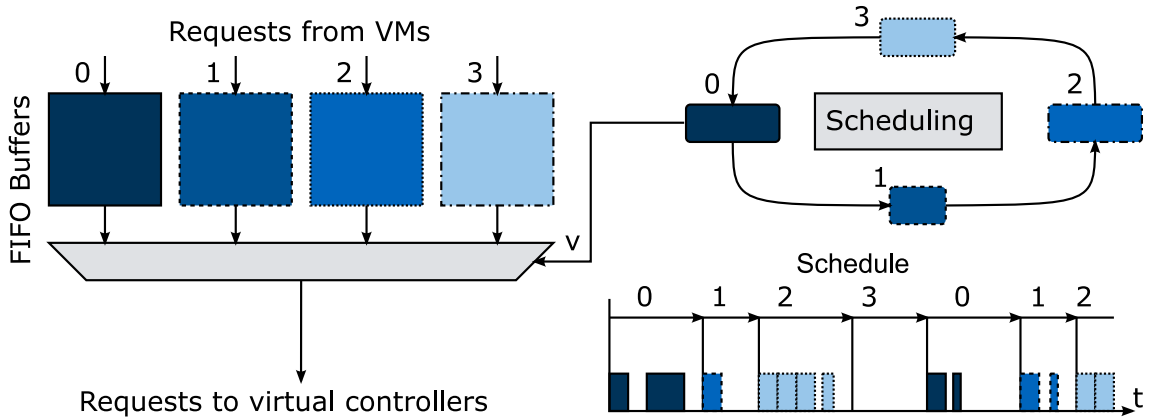 Requests from VMs
0 1 2 3
FIFO Buffers
v
Requests to virtual controllers
3
0
2
Scheduling
1
Schedule
0 1 2 3 0 1 2
t